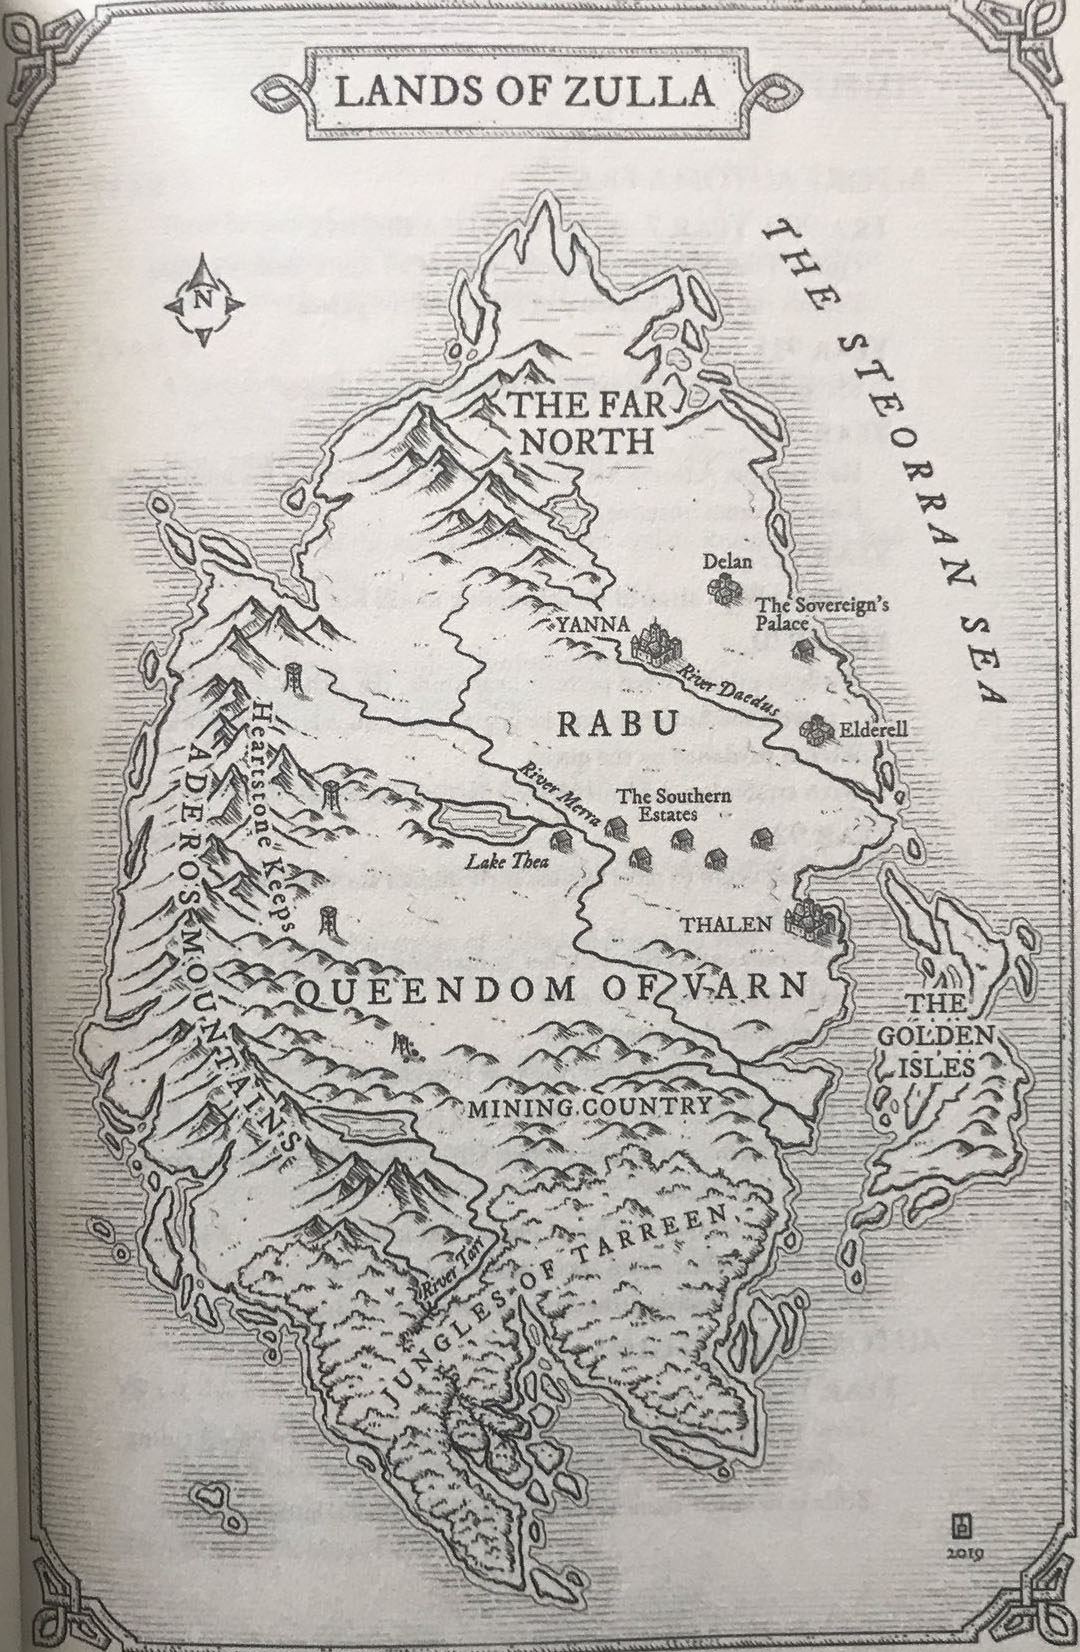 LANDS OF ZULLA
N
THE STEORRAN SEA
THE FAR
NORTH
Delan
The Sovereign's
Palace
YANNA
River Daedus
RABU
Elderell
Heartstone Keeps
ADEROS MOUNTAINS
River Merra
The Southern
Estates
Lake Thea
THALEN
QUEENDOM OF VARN
THE
GOLDEN
ISLES
MINING COUNTRY
River Tarr
JUNGLES OF TARREEN
2019